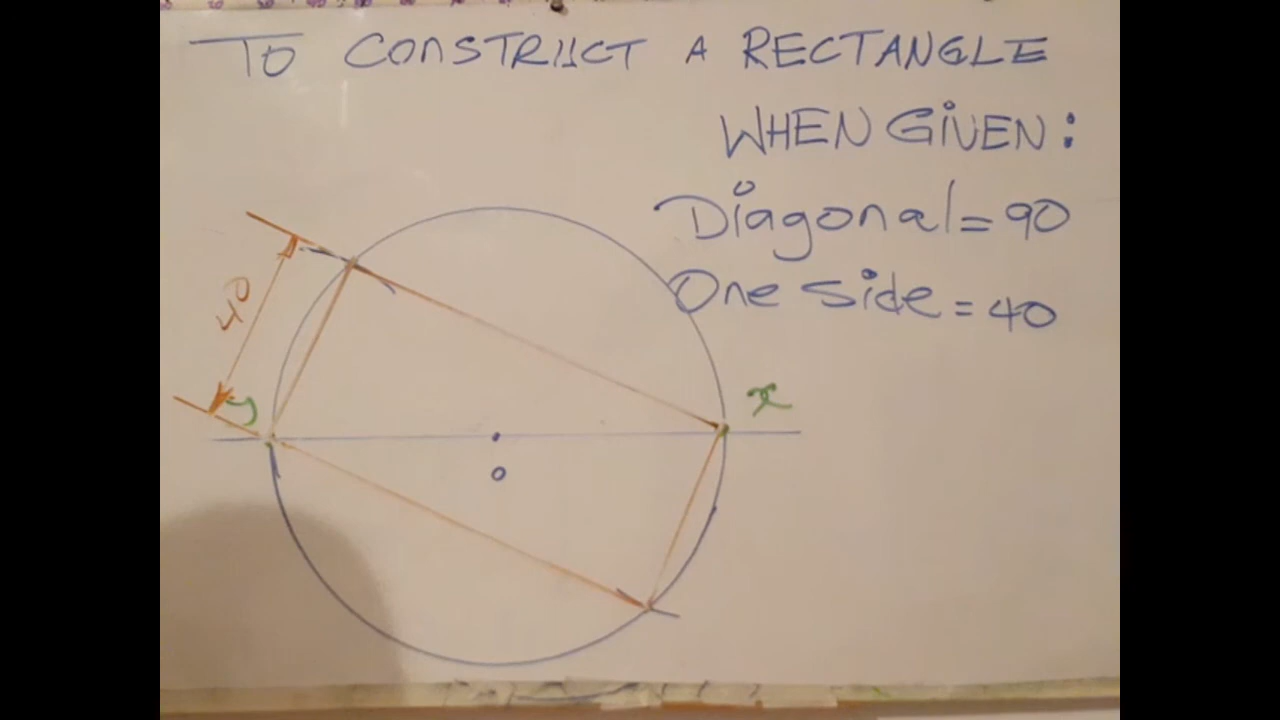 TO CONSTRUCT A RECTANGLE
WHEN GIVEN:
Diagonal = 90
One side = 40
40
y
x
o